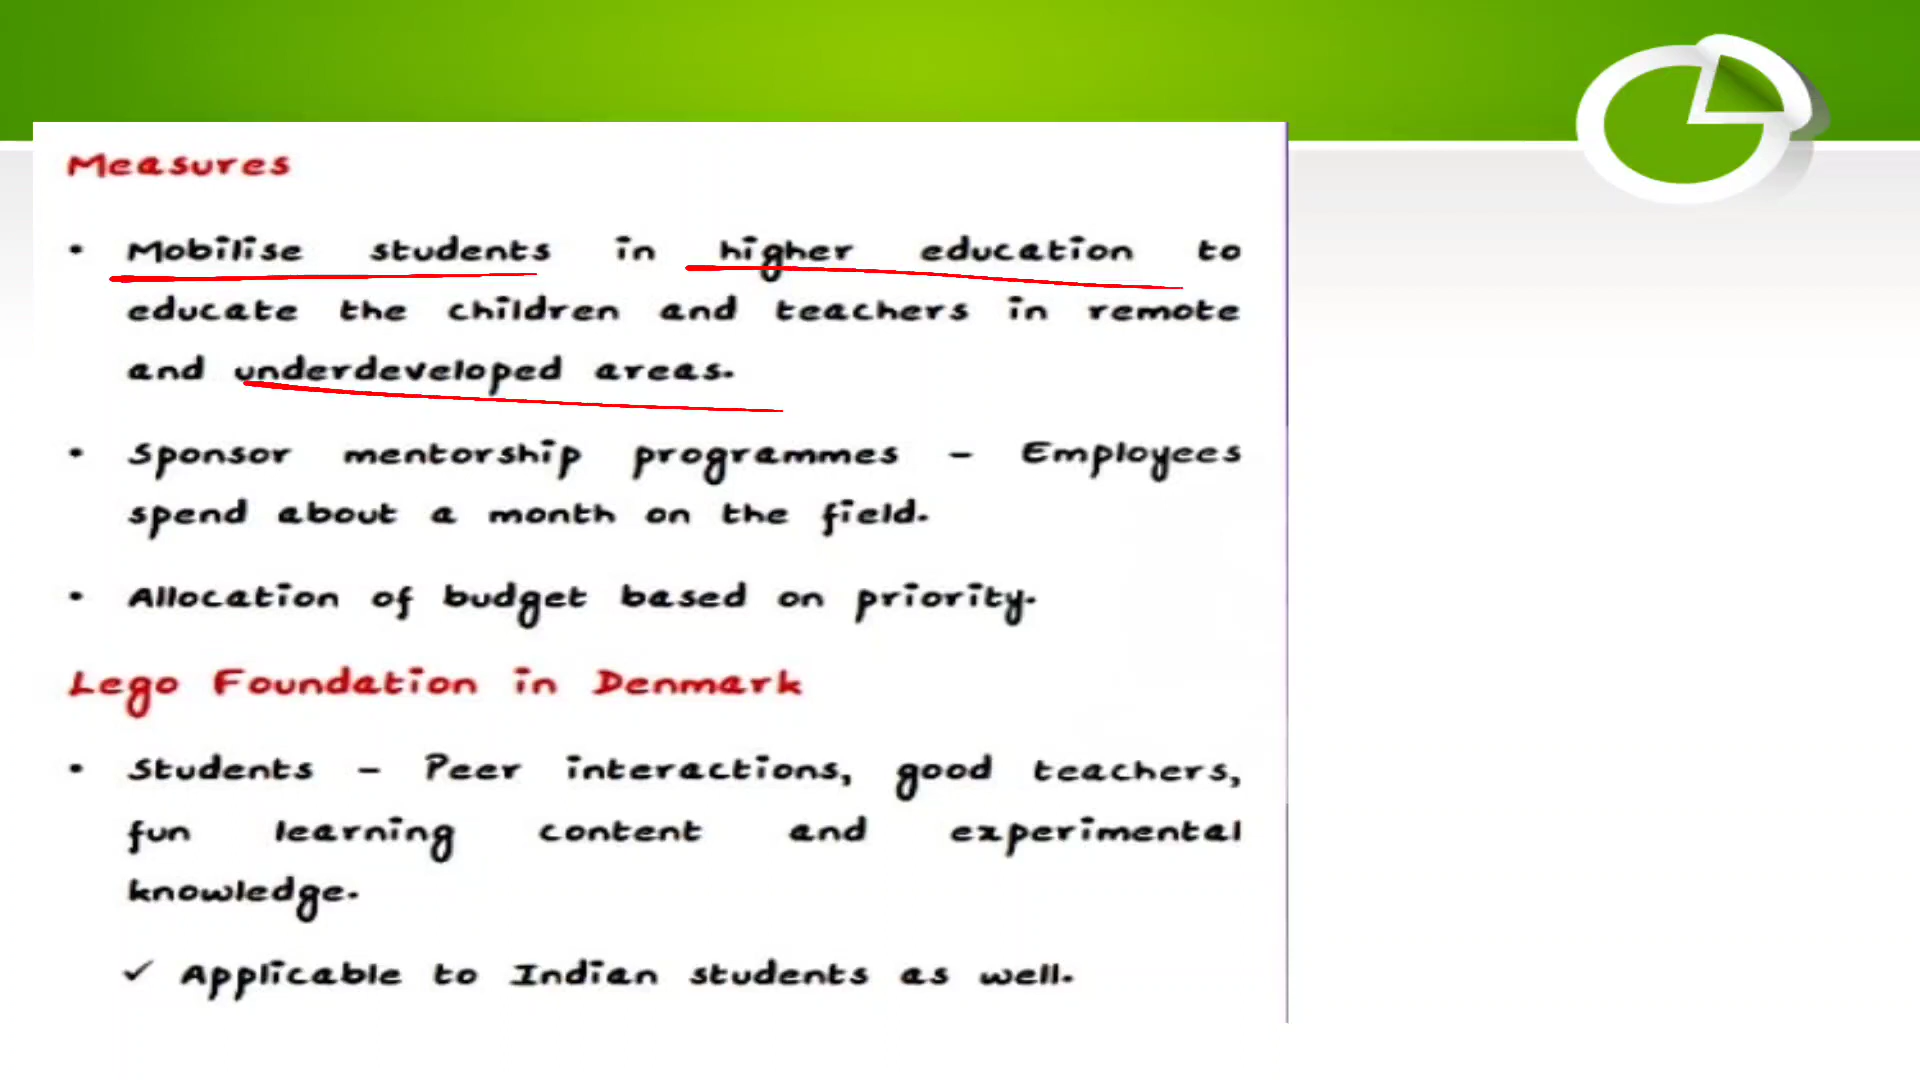 Measures
• Mobilise students in higher education to
educate the children and teachers in remote
and underdeveloped areas.
• Sponsor mentorship programmes – Employees
spend about a month on the field.
• Allocation of budget based on priority.
Lego Foundation in Denmark
• Students – Peer interactions, good teachers,
fun learning content and experimental
knowledge.
✓ Applicable to Indian students as well.